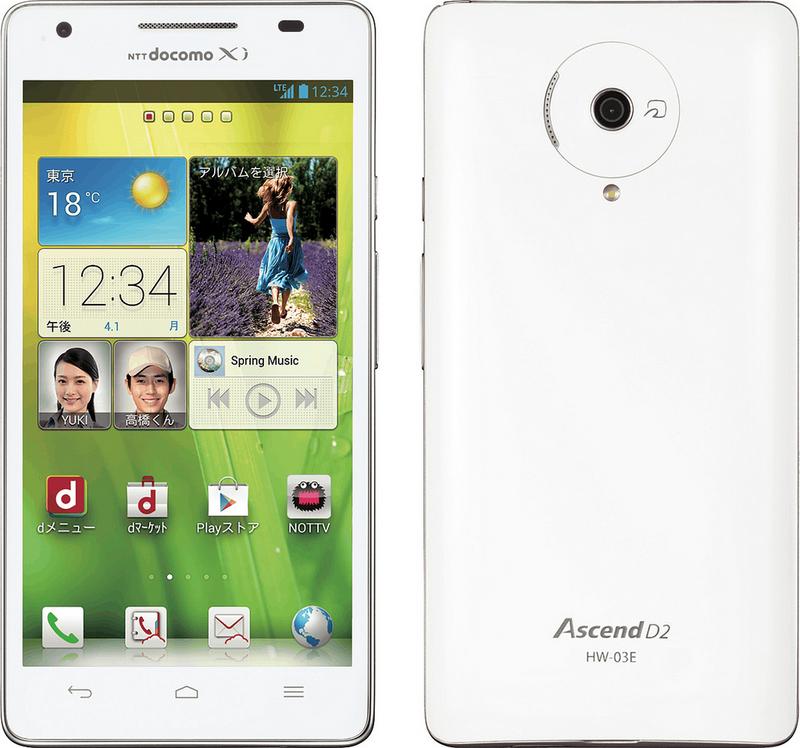 NTT docomo Xi
LTE 12:34
東京
18℃
アルバムを選択
12:34
午後 4.1 月
YUKI
高橋くん
Spring Music
dメニュー
dマーケット
Playストア
NOTTV
Ascend D2
HW-03E